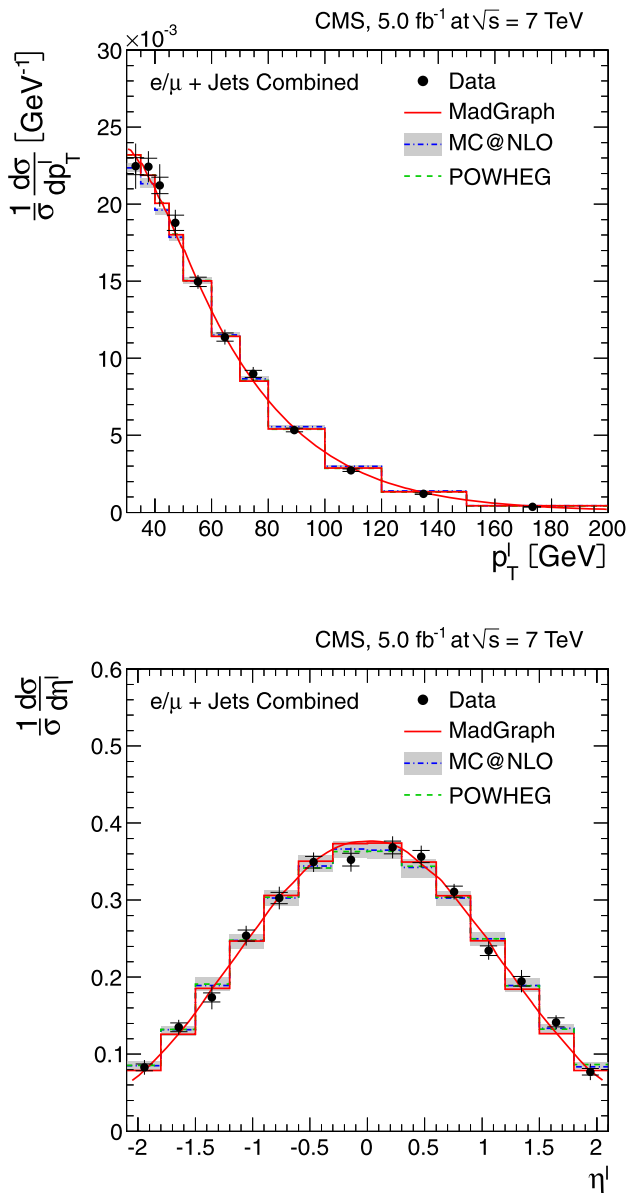 CMS, 5.0 fb⁻¹ at √s = 7 TeV
×10⁻³
30
e/μ + Jets Combined
Data
MadGraph
MC@NLO
POWHEG
1/σ dσ/dp_T^l [GeV⁻¹]
25
20
15
10
5
0
40 60 80 100 120 140 160 180 200
p_T^l [GeV]
CMS, 5.0 fb⁻¹ at √s = 7 TeV
0.6
e/μ + Jets Combined
Data
MadGraph
MC@NLO
POWHEG
1/σ dσ/dη^l
0.5
0.4
0.3
0.2
0.1
0
-2 -1.5 -1 -0.5 0 0.5 1 1.5 2
η^l